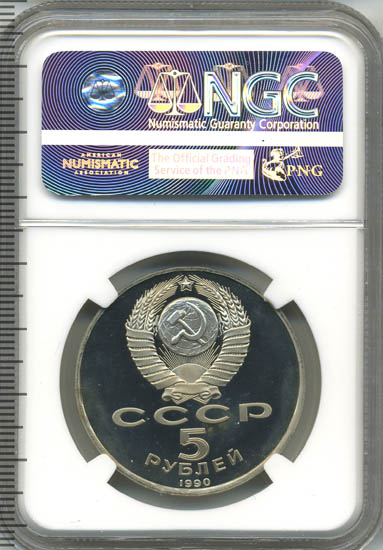 NGC
Numismatic Guaranty Corporation
AMERICAN
NUMISMATIC
ASSOCIATION
The Official Grading
Service of the PNG
PNG
СССР
5
РУБЛЕЙ
1990